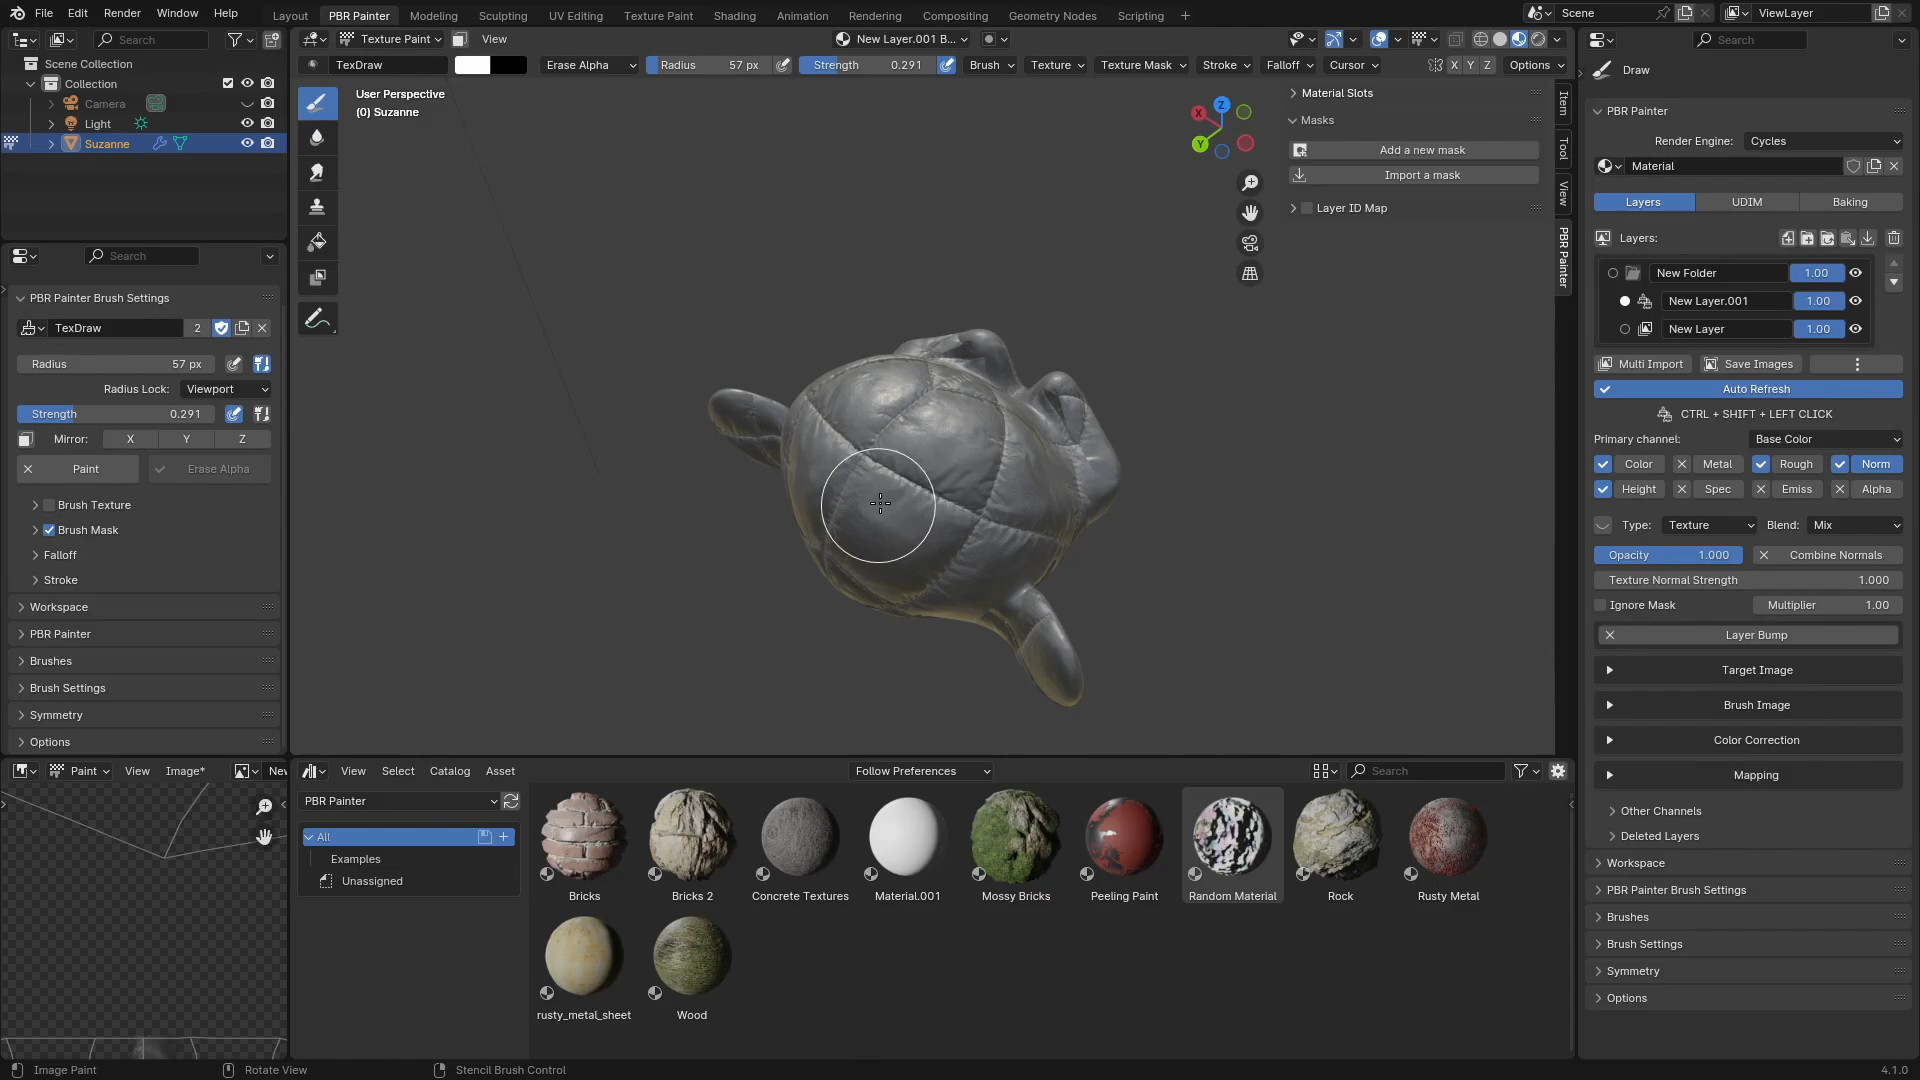 File Edit Render Window Help
Layout PBR Painter Modeling Sculpting UV Editing Texture Paint Shading Animation Rendering Compositing Geometry Nodes Scripting
Scene ViewLayer
Search
Scene Collection
Collection
Camera
Light
Suzanne
Search
PBR Painter Brush Settings
TexDraw 2
Radius 57 px
Radius Lock: Viewport
Strength 0.291
Mirror: X Y Z
Paint Erase Alpha
Brush Texture
Brush Mask
Falloff
Stroke
Workspace
PBR Painter
Brushes
Brush Settings
Symmetry
Options
Paint View Image* New
Texture Paint View New Layer.001 B...
TexDraw Erase Alpha Radius 57 px Strength 0.291 Brush Texture Texture Mask Stroke Falloff Cursor X Y Z Options
User Perspective
(0) Suzanne
X Z Y
Material Slots
Masks
Add a new mask
Import a mask
Layer ID Map
Item
Tool
View
PBR Painter
View Select Catalog Asset Follow Preferences Search
PBR Painter
All
Examples
Unassigned
Bricks Bricks 2 Concrete Textures Material.001 Mossy Bricks Peeling Paint Random Material Rock Rusty Metal
rusty_metal_sheet Wood
Search
Draw
PBR Painter
Render Engine: Cycles
Material
Layers UDIM Baking
Layers:
New Folder 1.00
New Layer.001 1.00
New Layer 1.00
Multi Import Save Images
Auto Refresh
CTRL + SHIFT + LEFT CLICK
Primary channel: Base Color
Color Metal Rough Norm
Height Spec Emiss Alpha
Type: Texture Blend: Mix
Opacity 1.000 Combine Normals
Texture Normal Strength 1.000
Ignore Mask Multiplier 1.00
Layer Bump
Target Image
Brush Image
Color Correction
Mapping
Other Channels
Deleted Layers
Workspace
PBR Painter Brush Settings
Brushes
Brush Settings
Symmetry
Options
Image Paint Rotate View Stencil Brush Control 4.1.0